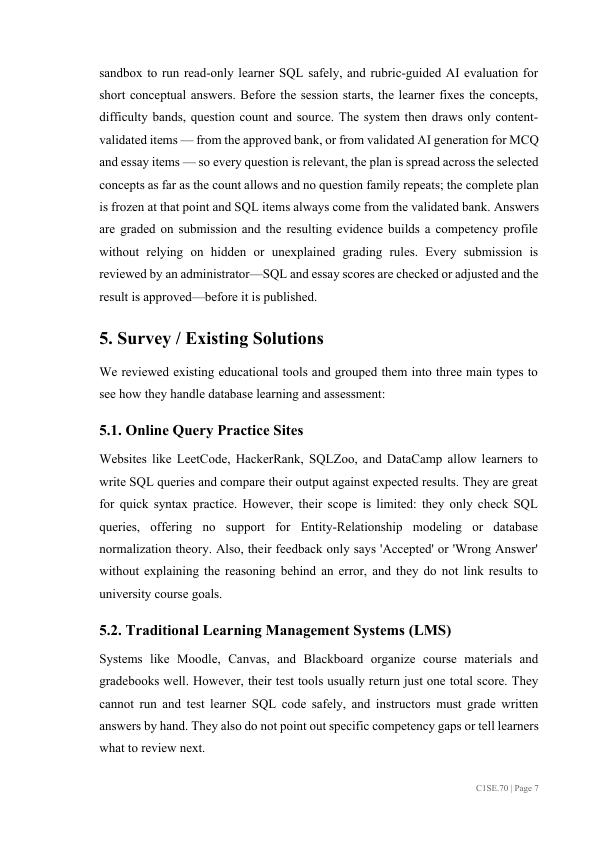 sandbox to run read-only learner SQL safely, and rubric-guided AI evaluation for
short conceptual answers. Before the session starts, the learner fixes the concepts,
difficulty bands, question count and source. The system then draws only content-
validated items — from the approved bank, or from validated AI generation for MCQ
and essay items — so every question is relevant, the plan is spread across the selected
concepts as far as the count allows and no question family repeats; the complete plan
is frozen at that point and SQL items always come from the validated bank. Answers
are graded on submission and the resulting evidence builds a competency profile
without relying on hidden or unexplained grading rules. Every submission is
reviewed by an administrator—SQL and essay scores are checked or adjusted and the
result is approved—before it is published.
5. Survey / Existing Solutions
We reviewed existing educational tools and grouped them into three main types to
see how they handle database learning and assessment:
5.1. Online Query Practice Sites
Websites like LeetCode, HackerRank, SQLZoo, and DataCamp allow learners to
write SQL queries and compare their output against expected results. They are great
for quick syntax practice. However, their scope is limited: they only check SQL
queries, offering no support for Entity-Relationship modeling or database
normalization theory. Also, their feedback only says 'Accepted' or 'Wrong Answer'
without explaining the reasoning behind an error, and they do not link results to
university course goals.
5.2. Traditional Learning Management Systems (LMS)
Systems like Moodle, Canvas, and Blackboard organize course materials and
gradebooks well. However, their test tools usually return just one total score. They
cannot run and test learner SQL code safely, and instructors must grade written
answers by hand. They also do not point out specific competency gaps or tell learners
what to review next.
C1SE.70 | Page 7